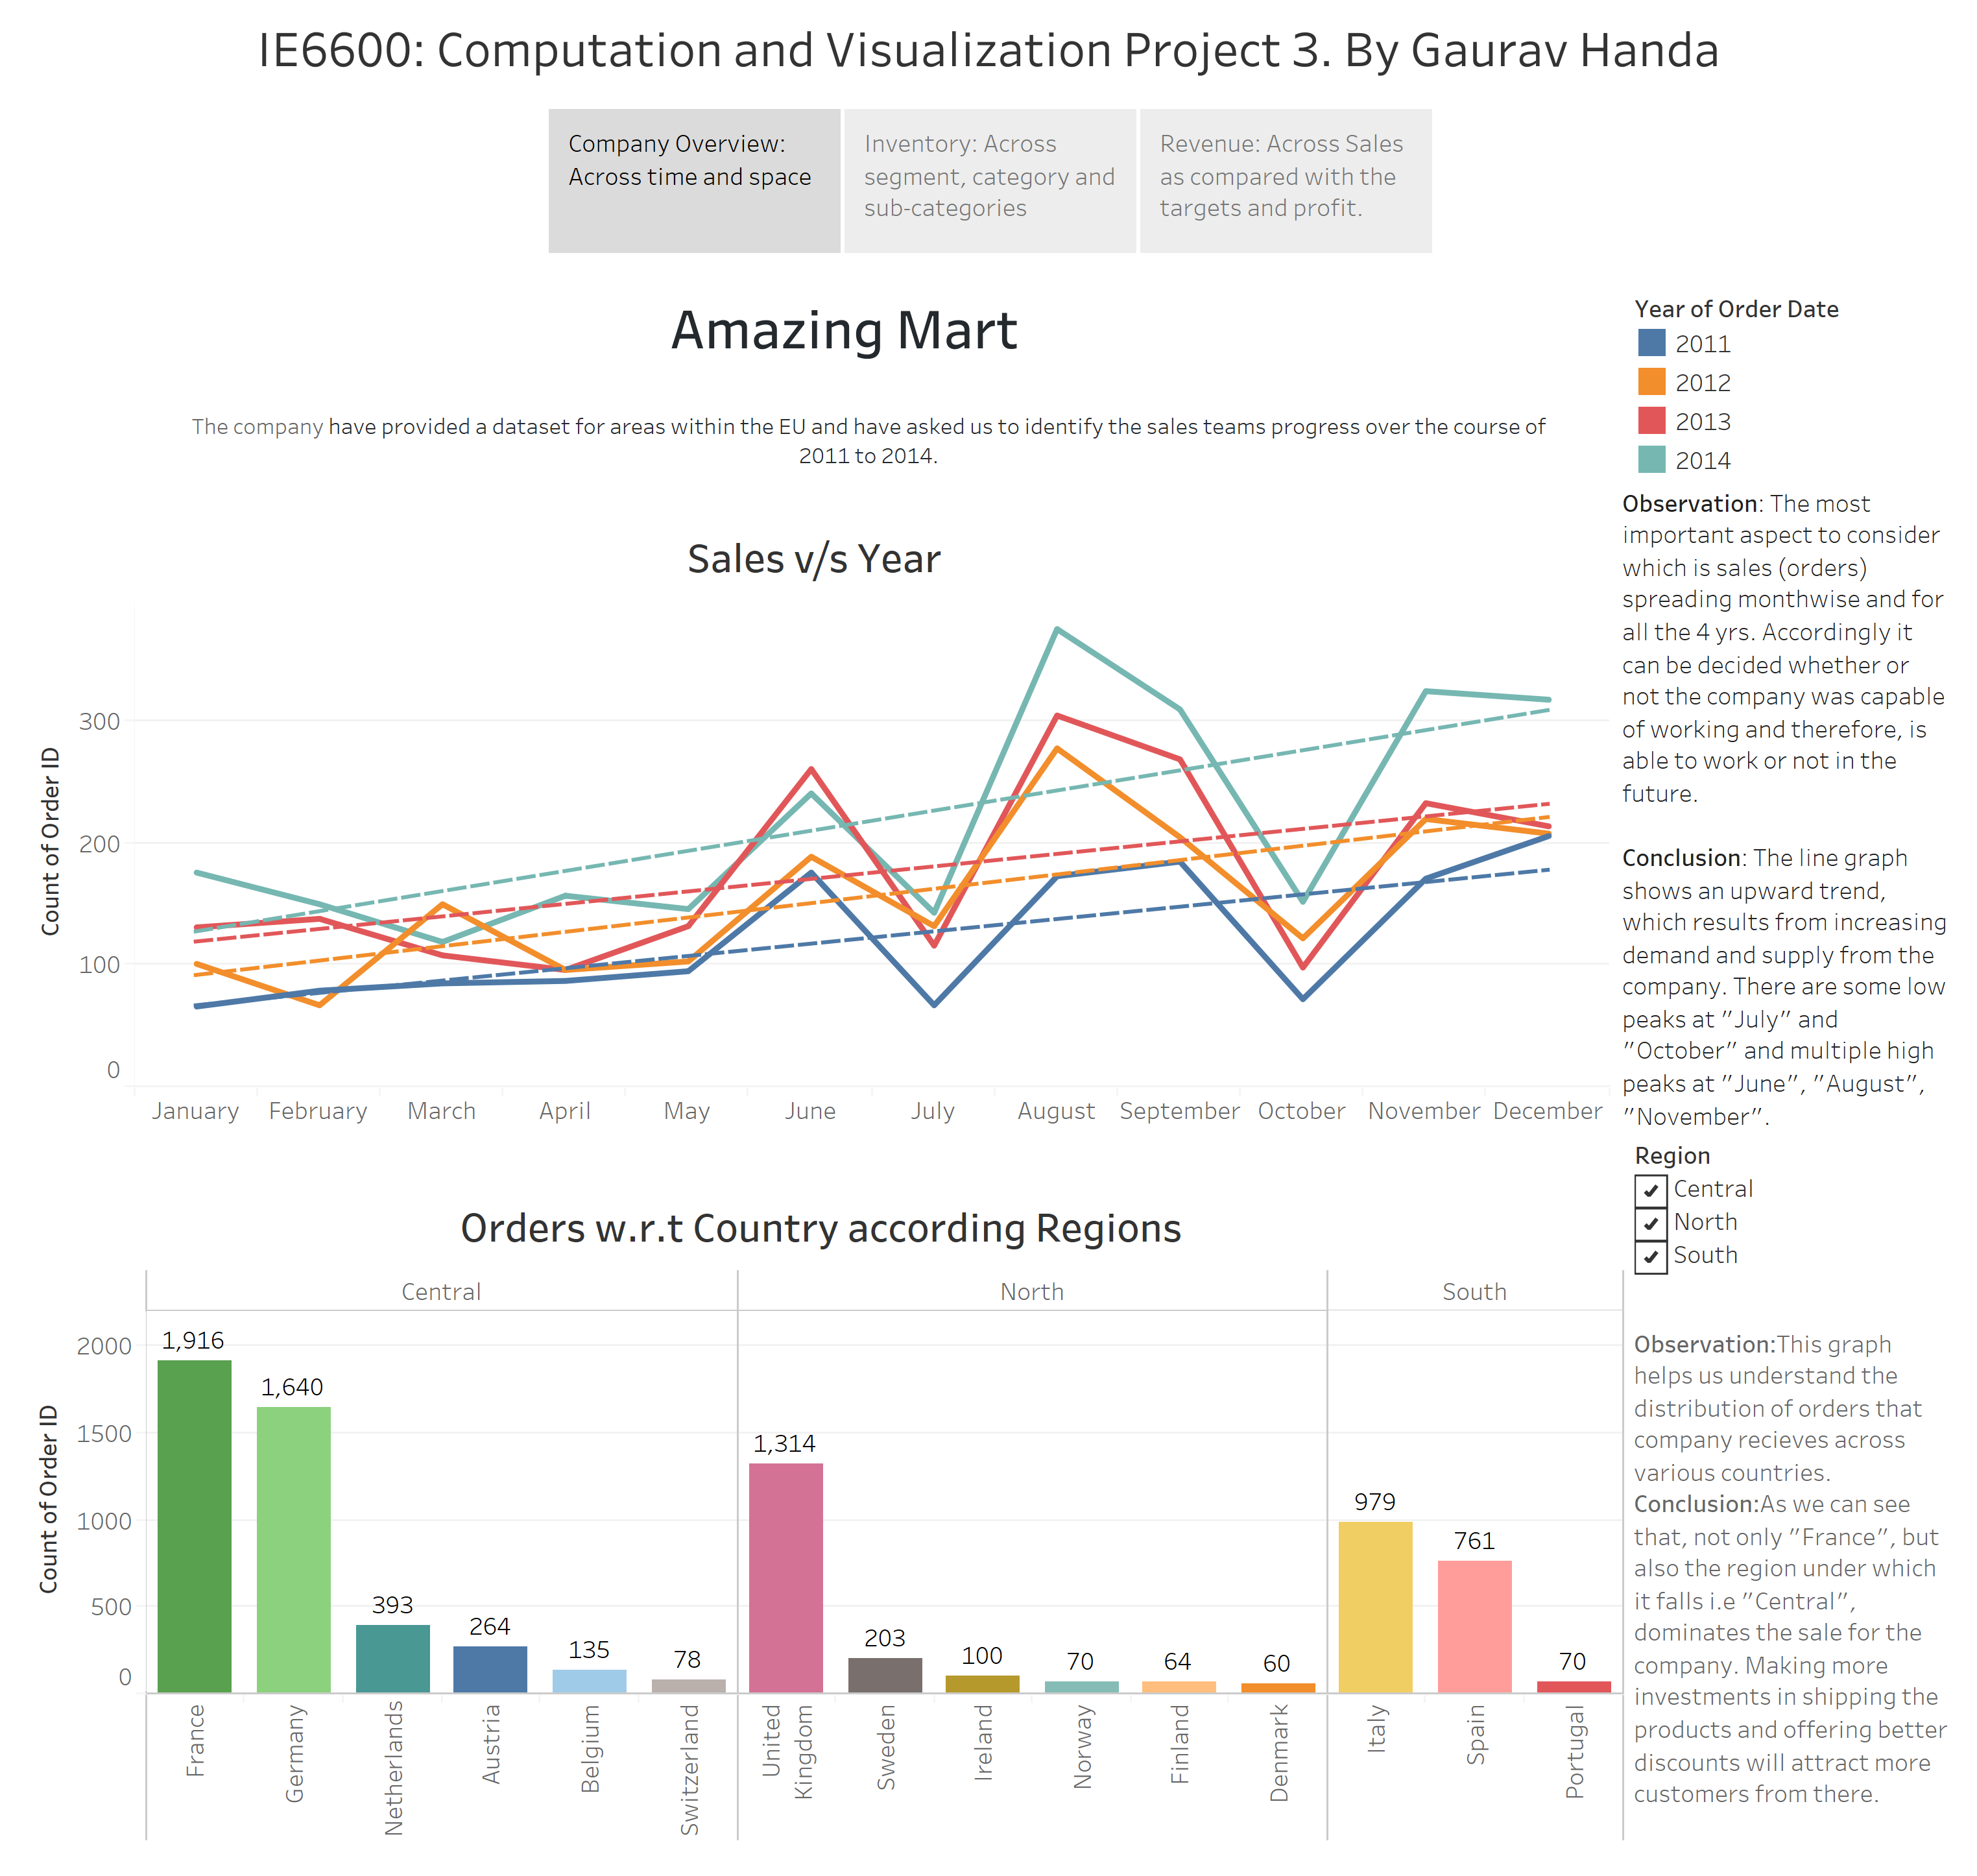 IE6600: Computation and Visualization Project 3. By Gaurav Handa
Company Overview:
Across time and space
Inventory: Across
segment, category and
sub-categories
Revenue: Across Sales
as compared with the
targets and profit.
Amazing Mart
The company have provided a dataset for areas within the EU and have asked us to identify the sales teams progress over the course of
2011 to 2014.
Year of Order Date
2011
2012
2013
2014
Observation: The most
important aspect to consider
which is sales (orders)
spreading monthwise and for
all the 4 yrs. Accordingly it
can be decided whether or
not the company was capable
of working and therefore, is
able to work or not in the
future.
Conclusion: The line graph
shows an upward trend,
which results from increasing
demand and supply from the
company. There are some low
peaks at "July" and
"October" and multiple high
peaks at "June", "August",
"November".
Sales v/s Year
Count of Order ID
300
200
100
0
January February March April May June July August September October November December
Region
Central
North
South
Orders w.r.t Country according Regions
Central North South
Count of Order ID
2000
1500
1000
500
0
1,916
1,640
393
264
135
78
1,314
203
100
70
64
60
979
761
70
France
Germany
Netherlands
Austria
Belgium
Switzerland
United
Kingdom
Sweden
Ireland
Norway
Finland
Denmark
Italy
Spain
Portugal
Observation:This graph
helps us understand the
distribution of orders that
company recieves across
various countries.
Conclusion:As we can see
that, not only "France", but
also the region under which
it falls i.e "Central",
dominates the sale for the
company. Making more
investments in shipping the
products and offering better
discounts will attract more
customers from there.